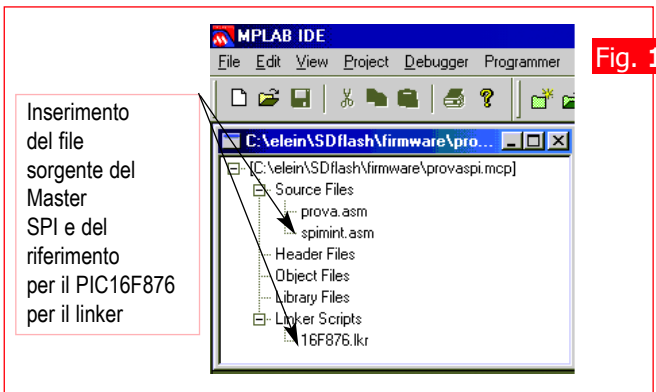 MPLAB IDE
File Edit View Project Debugger Programmer
Fig. 1
Inserimento
del file
sorgente del
Master
SPI e del
riferimento
per il PIC16F876
per il linker
C:\elein\SDflash\firmware\pro...
[C:\elein\SDflash\firmware\provaspi.mcp]
Source Files
prova.asm
spimint.asm
Header Files
Object Files
Library Files
Linker Scripts
16F876.lkr